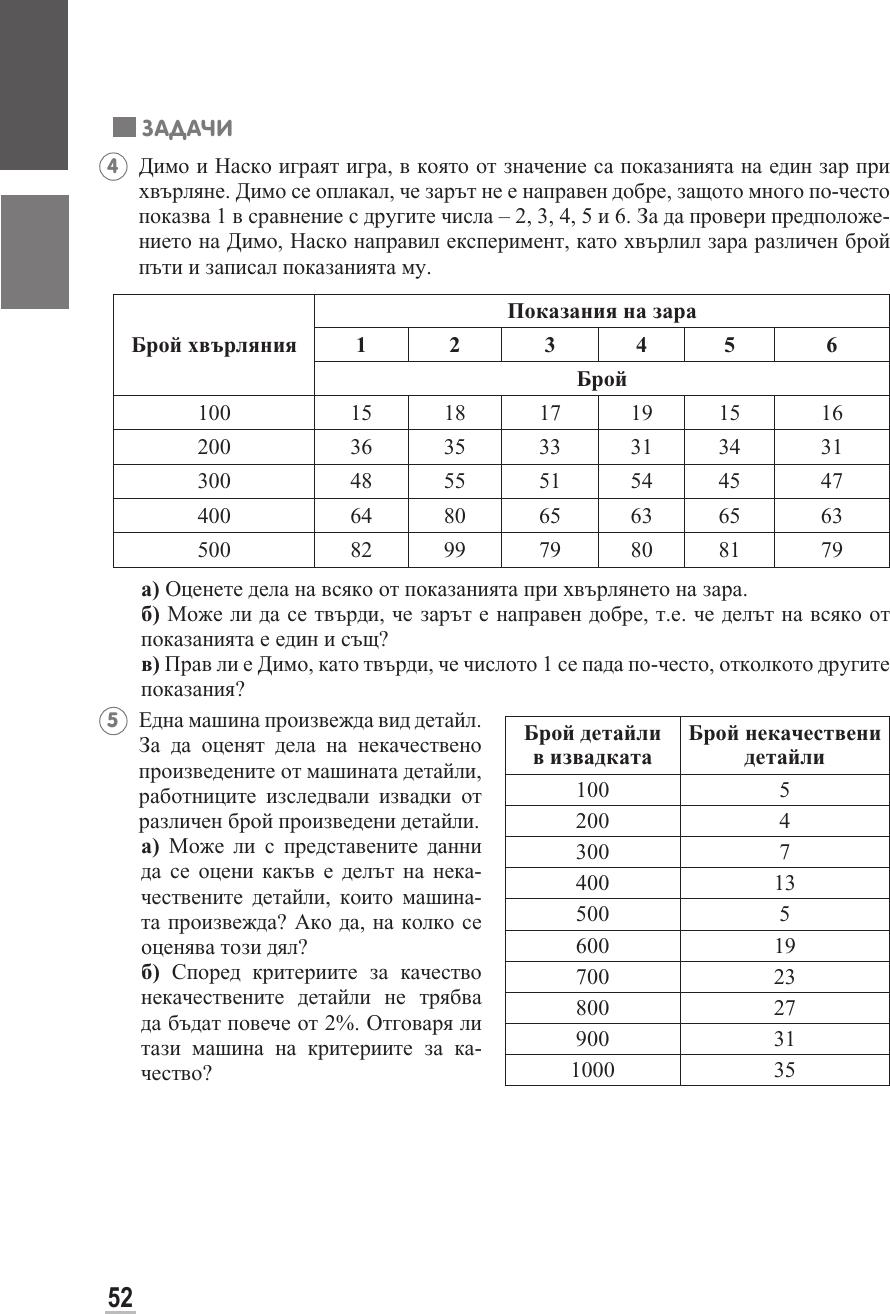 ЗАДАЧИ
4 Димо и Наско играят игра, в която от значение са показанията на един зар при
хвърляне. Димо се оплакал, че зарът не е направен добре, защото много по-често
показва 1 в сравнение с другите числа – 2, 3, 4, 5 и 6. За да провери предположе-
нието на Димо, Наско направил експеримент, като хвърлил зара различен брой
пъти и записал показанията му.
Брой хвърляния Показания на зара
1 2 3 4 5 6
Брой
100 15 18 17 19 15 16
200 36 35 33 31 34 31
300 48 55 51 54 45 47
400 64 80 65 63 65 63
500 82 99 79 80 81 79
а) Оценете дела на всяко от показанията при хвърлянето на зара.
б) Може ли да се твърди, че зарът е направен добре, т.е. че делът на всяко от
показанията е един и същ?
в) Прав ли е Димо, като твърди, че числото 1 се пада по-често, отколкото другите
показания?
5 Една машина произвежда вид детайл.
За да оценят дела на некачествено
произведените от машината детайли,
работниците изследвали извадки от
различен брой произведени детайли.
а) Може ли с представените данни
да се оцени какъв е делът на нека-
чествените детайли, които машина-
та произвежда? Ако да, на колко се
оценява този дял?
б) Според критериите за качество
некачествените детайли не трябва
да бъдат повече от 2%. Отговаря ли
тази машина на критериите за ка-
чество?
Брой детайли Брой некачествени
в извадката детайли
100 5
200 4
300 7
400 13
500 5
600 19
700 23
800 27
900 31
1000 35
52